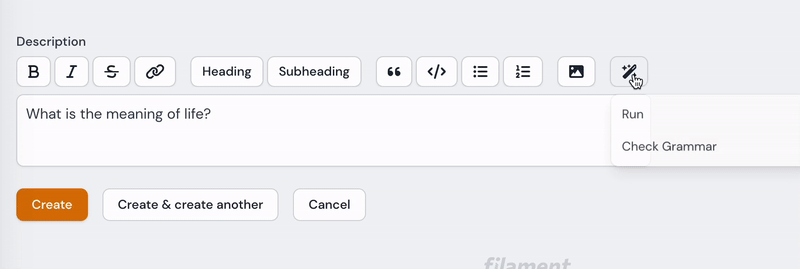 Description
B I S Heading Subheading
What is the meaning of life?
Run
Check Grammar
Create Create & create another Cancel
filament